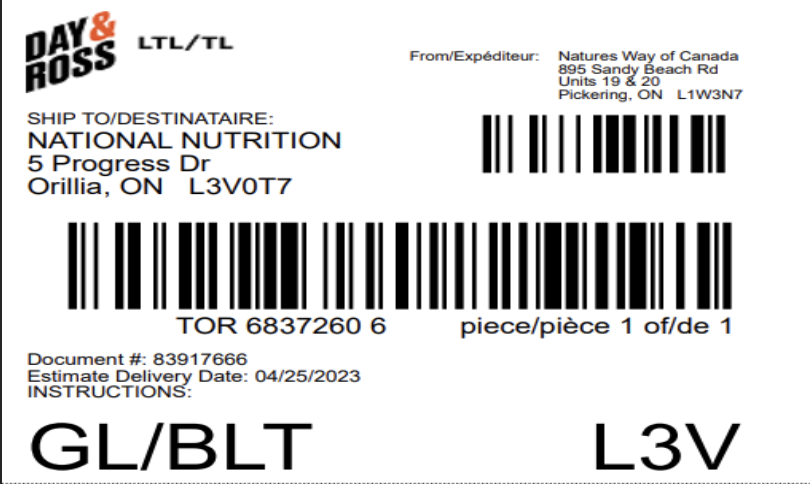 DAY& ROSS LTL/TL
From/Expéditeur: Natures Way of Canada
895 Sandy Beach Rd
Units 19 & 20
Pickering, ON L1W3N7
SHIP TO/DESTINATAIRE:
NATIONAL NUTRITION
5 Progress Dr
Orillia, ON L3V0T7
TOR 6837260 6 piece/pièce 1 of/de 1
Document #: 83917666
Estimate Delivery Date: 04/25/2023
INSTRUCTIONS:
GL/BLT L3V